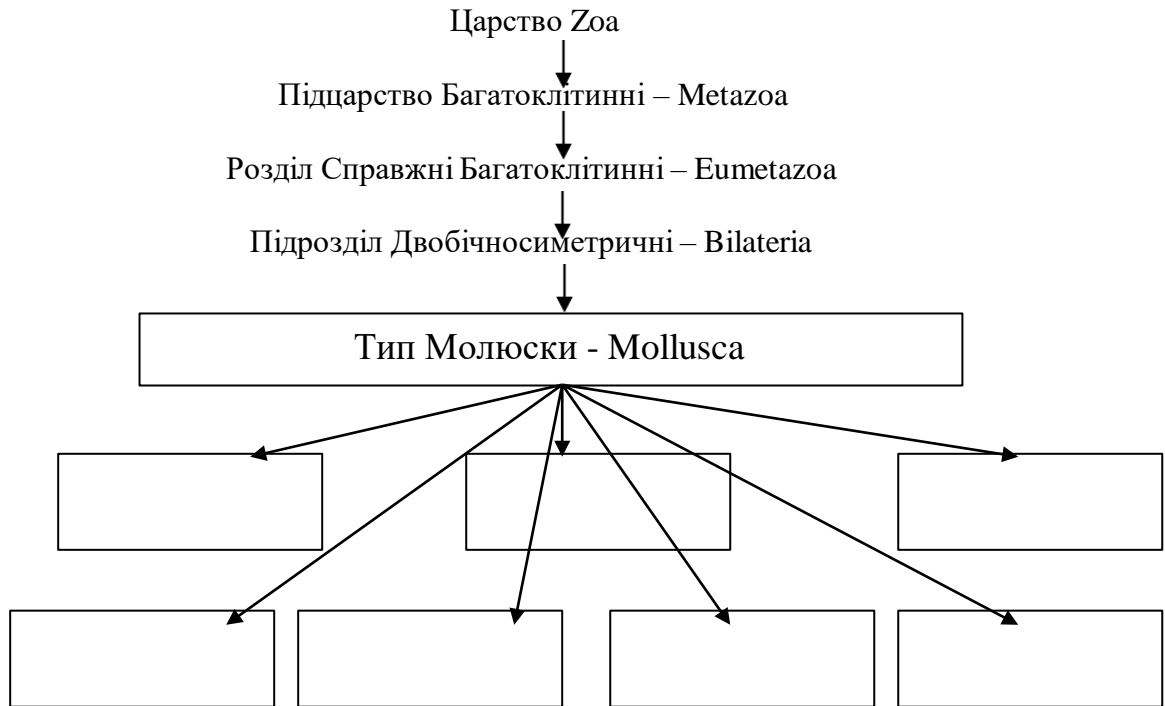 Царство Zoa
Підцарство Багатоклітинні – Metazoa
Розділ Справжні Багатоклітинні – Eumetazoa
Підрозділ Двобічносиметричні – Bilateria
Тип Молюски - Mollusca